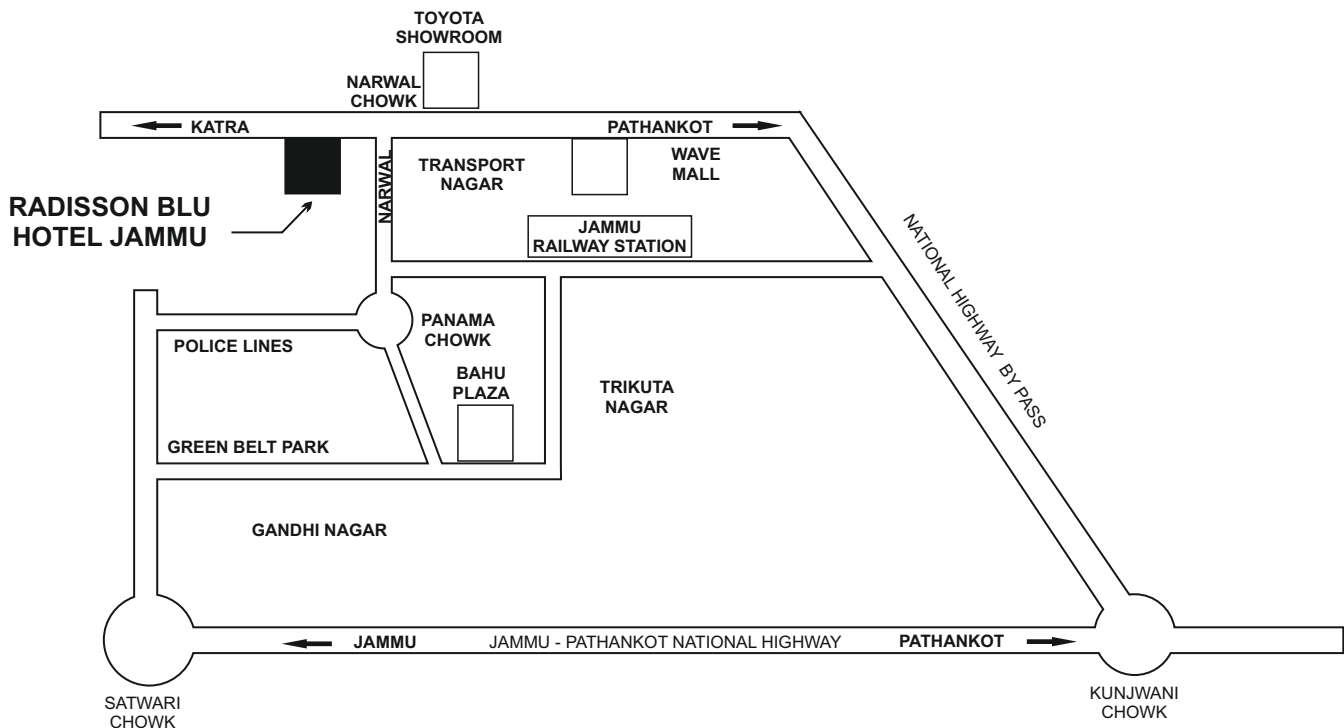 TOYOTA
SHOWROOM
NARWAL
CHOWK
KATRA
PATHANKOT
WAVE
MALL
TRANSPORT
NAGAR
NARWAL
RADISSON BLU
HOTEL JAMMU
JAMMU
RAILWAY STATION
NATIONAL HIGHWAY BY PASS
PANAMA
CHOWK
POLICE LINES
BAHU
PLAZA
TRIKUTA
NAGAR
GREEN BELT PARK
GANDHI NAGAR
JAMMU
JAMMU - PATHANKOT NATIONAL HIGHWAY
PATHANKOT
SATWARI
CHOWK
KUNJWANI
CHOWK